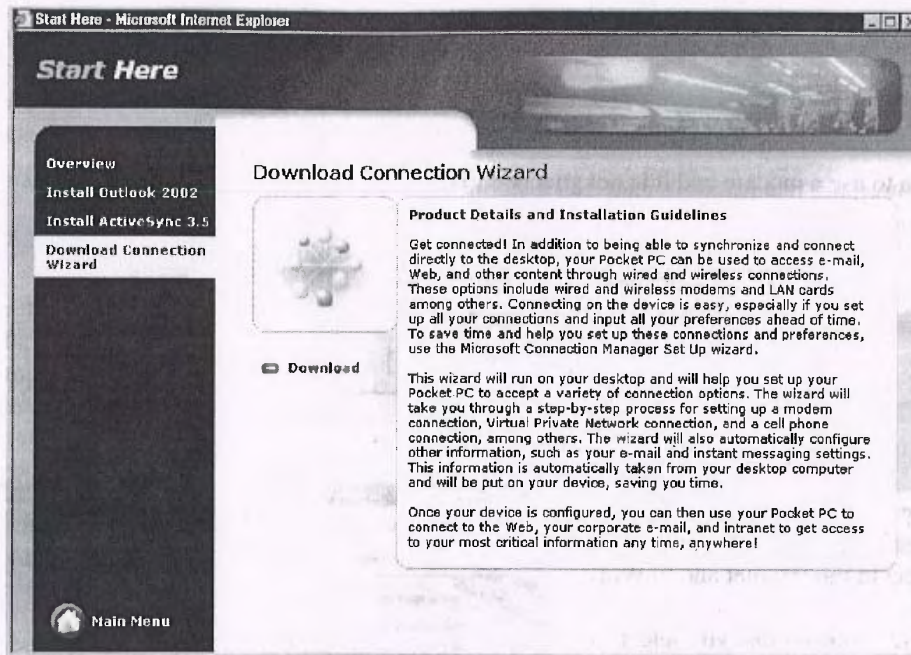 Start Here - Microsoft Internet Explorer
Start Here
Overview
Install Outlook 2002
Install ActiveSync 3.5
Download Connection
Wizard
Download Connection Wizard
Download
Product Details and Installation Guidelines
Get connected! In addition to being able to synchronize and connect
directly to the desktop, your Pocket PC can be used to access e-mail,
Web, and other content through wired and wireless connections.
These options include wired and wireless modems and LAN cards
among others. Connecting on the device is easy, especially if you set
up all your connections and input all your preferences ahead of time.
To save time and help you set up these connections and preferences,
use the Microsoft Connection Manager Set Up wizard.
This wizard will run on your desktop and will help you set up your
Pocket PC to accept a variety of connection options. The wizard will
take you through a step-by-step process for setting up a modem
connection, Virtual Private Network connection, and a cell phone
connection, among others. The wizard will also automatically configure
other information, such as your e-mail and instant messaging settings.
This information is automatically taken from your desktop computer
and will be put on your device, saving you time.
Once your device is configured, you can then use your Pocket PC to
connect to the Web, your corporate e-mail, and intranet to get access
to your most critical information any time, anywhere!
Main Menu